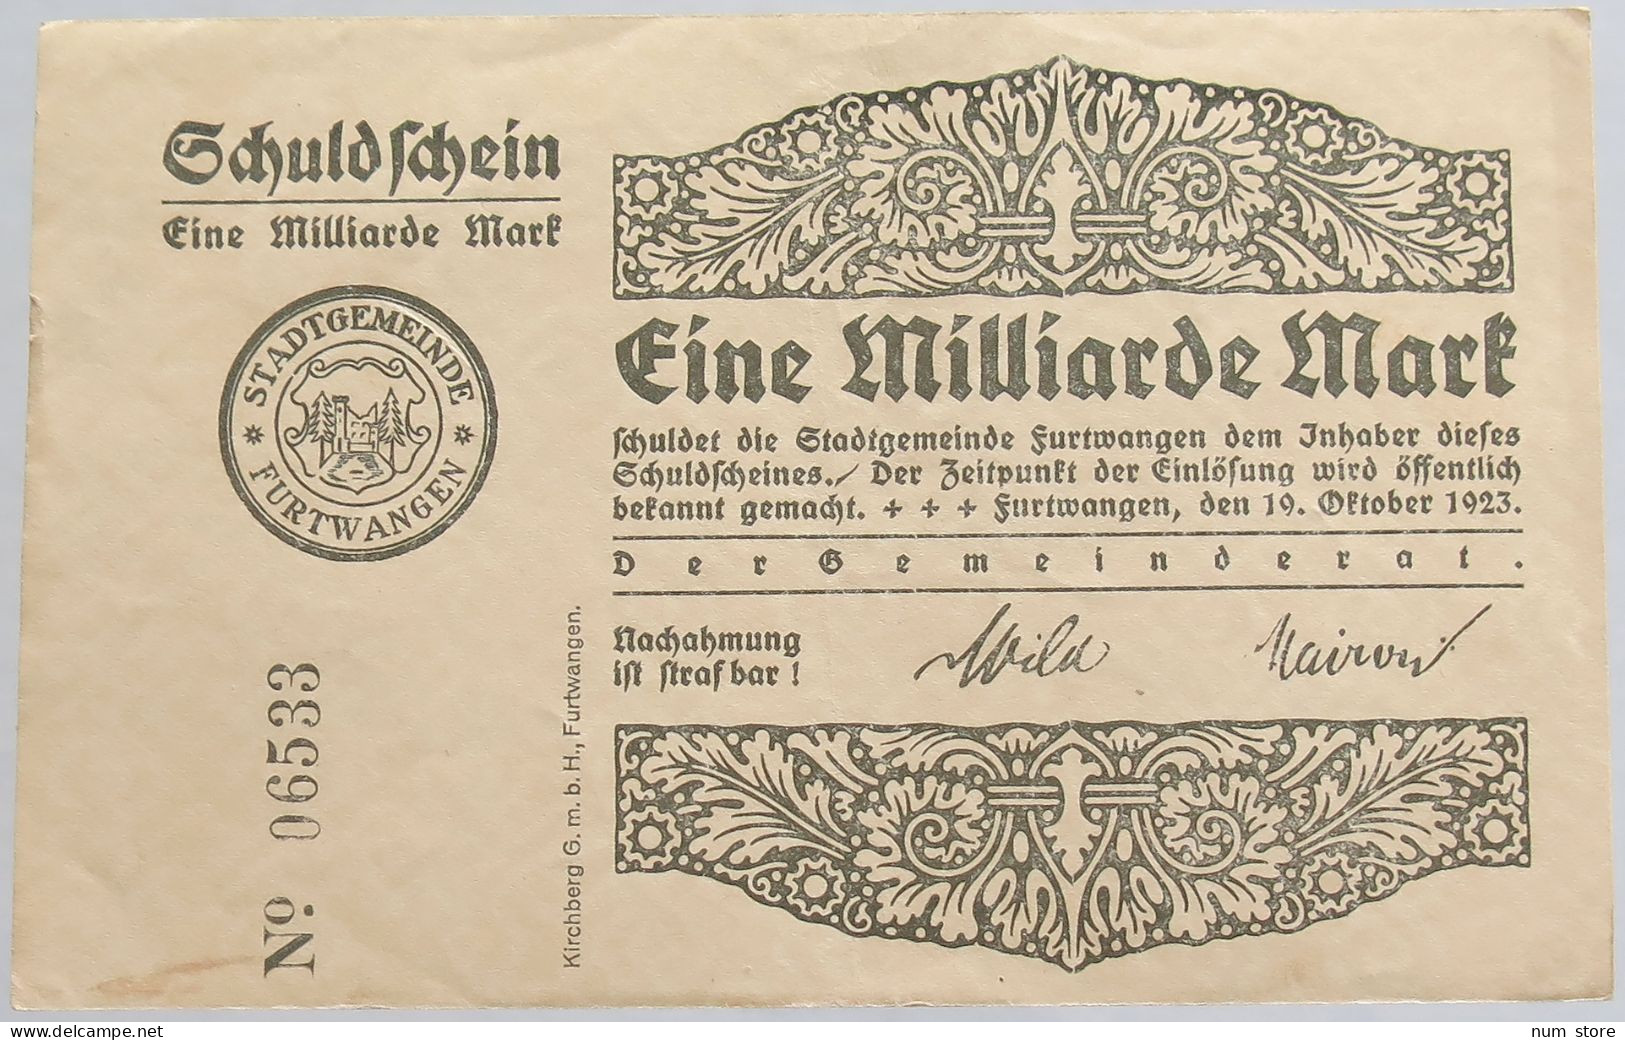 Schuldschein
Eine Milliarde Mark
STADTGEMEINDE
* FURTWANGEN *
No. 06533
Kirchberg G. m. b. H., Furtwangen.
Eine Milliarde Mark
schuldet die Stadtgemeinde Furtwangen dem Inhaber dieses
Schuldscheines. / Der Zeitpunkt der Einlösung wird öffentlich
bekannt gemacht. + + + Furtwangen, den 19. Oktober 1923.
Der Gemeinderat.
Nachahmung
ist strafbar!
Wild
www.delcampe.net
num store